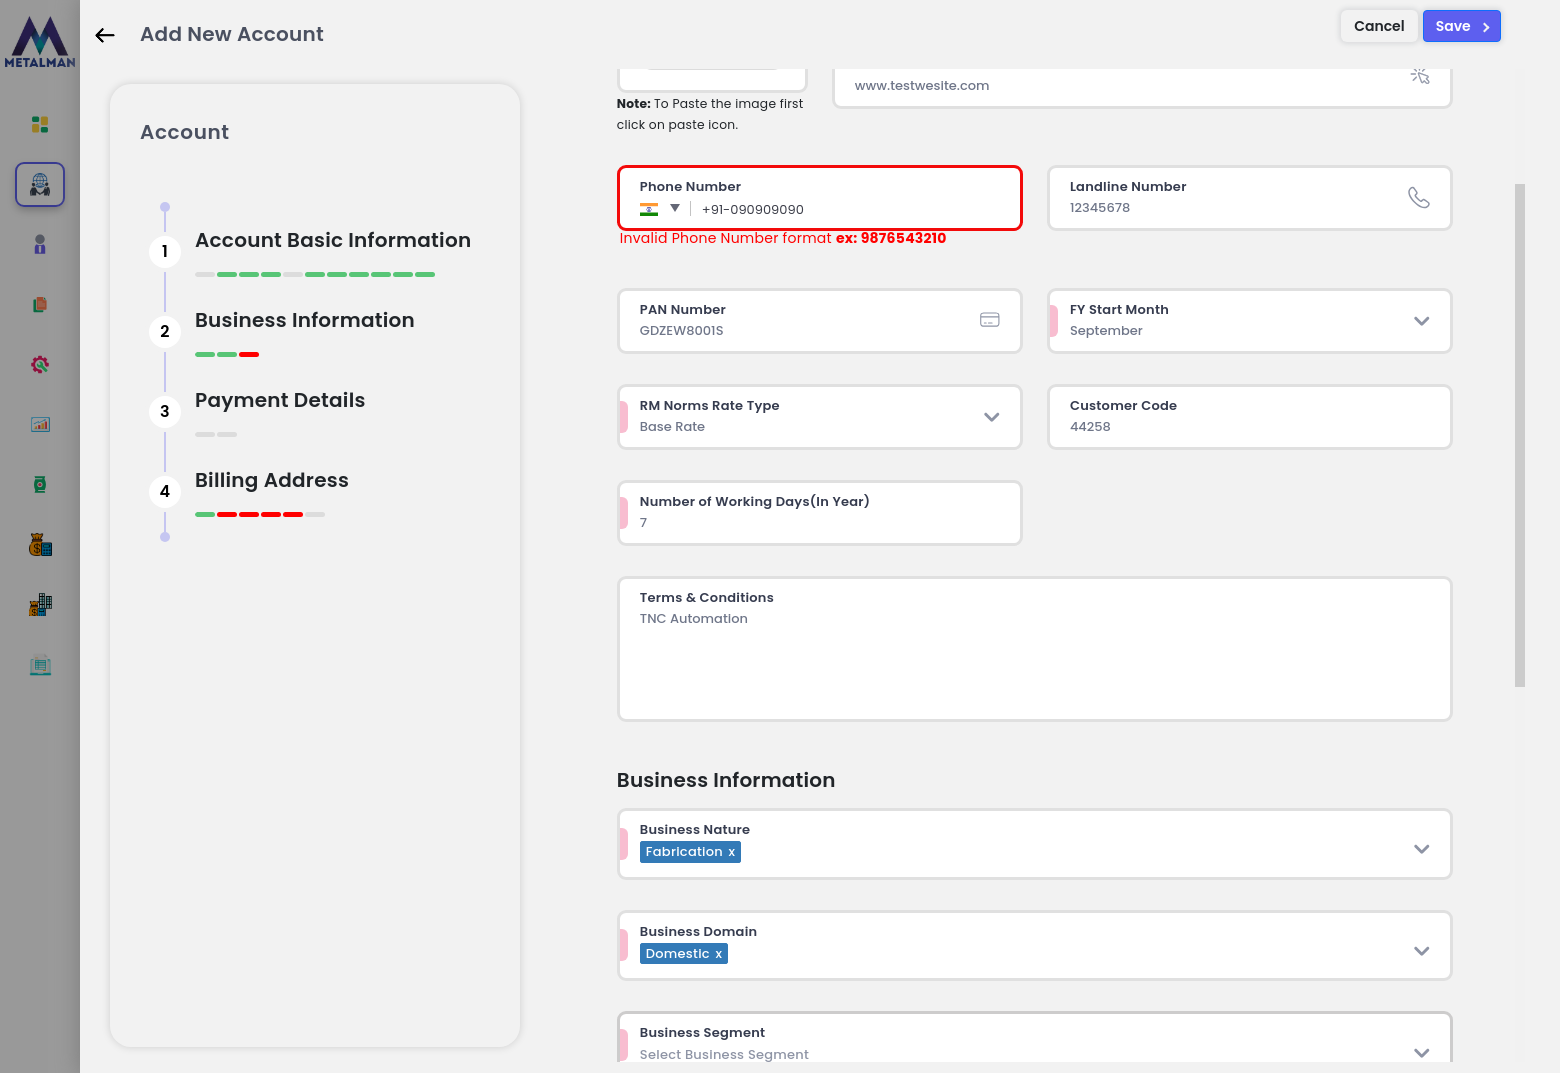 METALMAN
Add New Account
Cancel
Save
Account
1
Account Basic Information
2
Business Information
3
Payment Details
4
Billing Address
www.testwesite.com
Note: To Paste the image first
click on paste icon.
Phone Number
+91-090909090
Invalid Phone Number format ex: 9876543210
Landline Number
12345678
PAN Number
GDZEW8001S
FY Start Month
September
RM Norms Rate Type
Base Rate
Customer Code
44258
Number of Working Days(In Year)
7
Terms & Conditions
TNC Automation
Business Information
Business Nature
Fabrication x
Business Domain
Domestic x
Business Segment
Select Business Segment